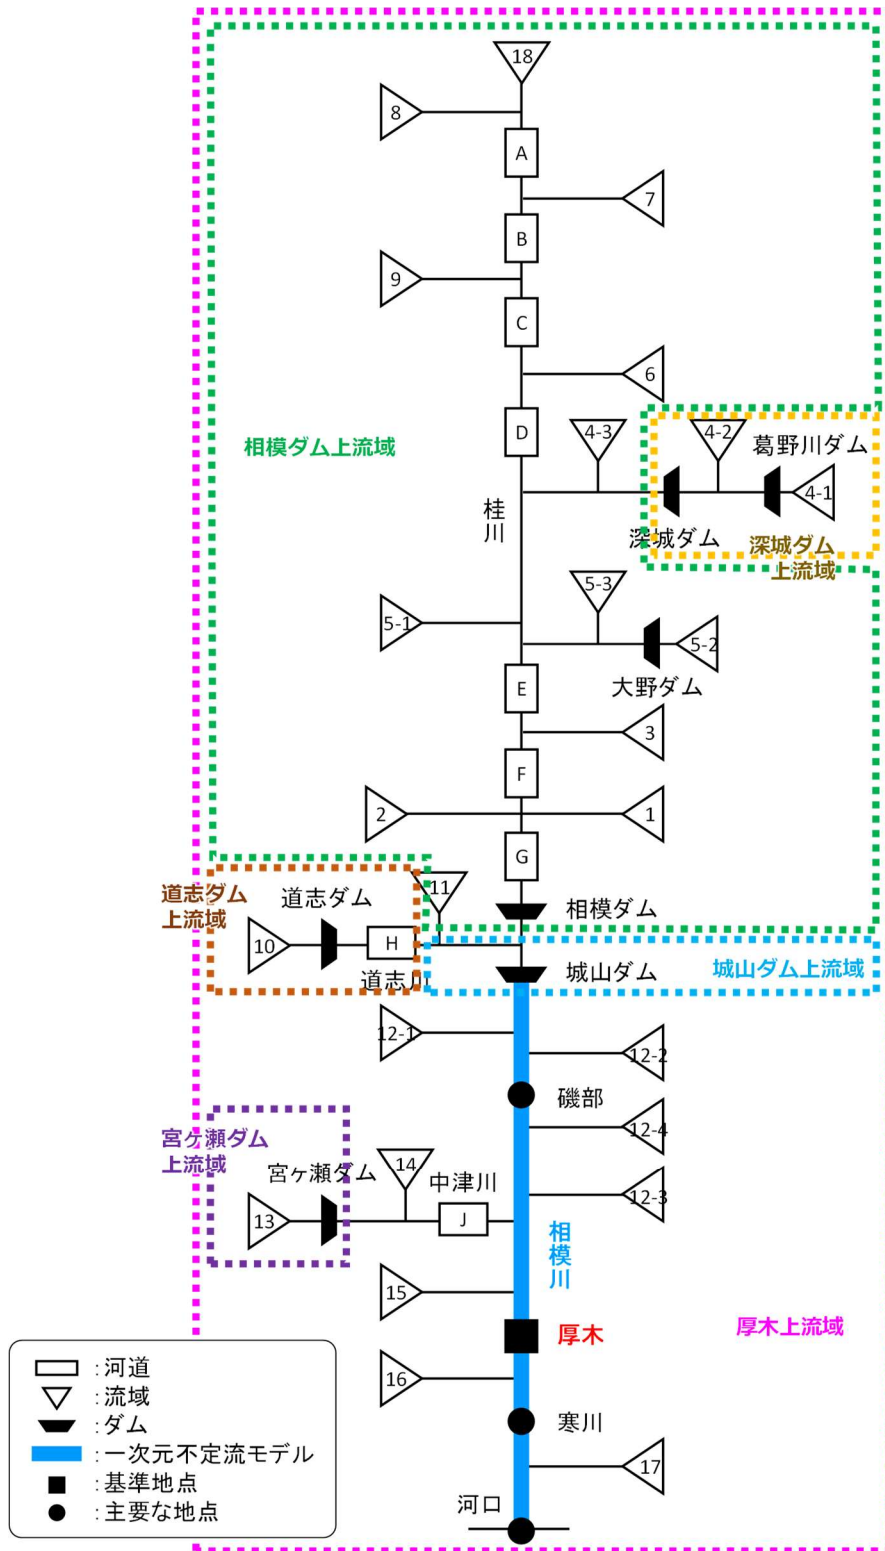 18
8
A
7
B
9
C
6
D
4-3
4-2
葛野川ダム
4-1
相模ダム上流域
桂川
深城ダム
深城ダム
上流域
5-3
5-1
5-2
大野ダム
E
3
F
2
1
G
11
道志ダム
上流域
道志ダム
相模ダム
10
H
道志川
城山ダム
城山ダム上流域
12-1
12-2
磯部
12-4
宮ヶ瀬ダム
上流域
宮ヶ瀬ダム
14
中津川
12-3
13
J
相模川
15
厚木
厚木上流域
16
寒川
17
河口
:河道
:流域
:ダム
:一次元不定流モデル
:基準地点
:主要な地点